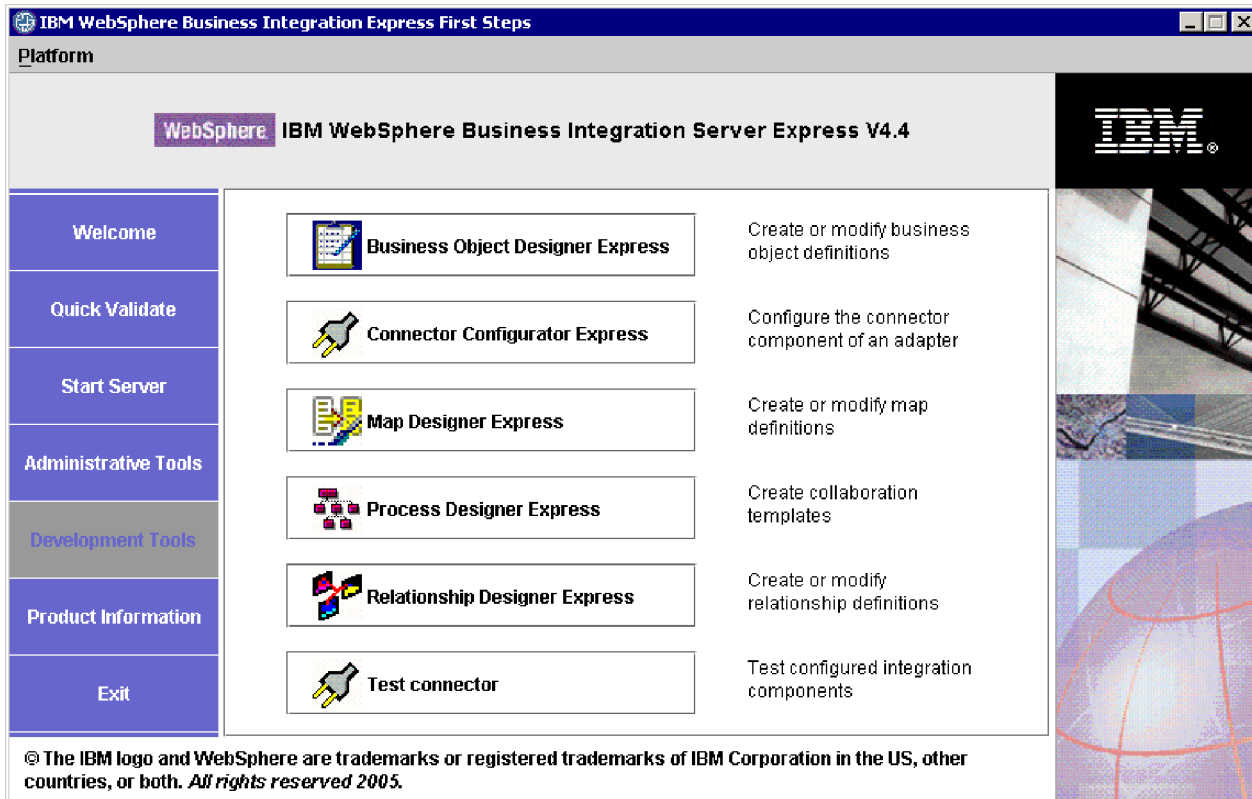 IBM WebSphere Business Integration Express First Steps
Platform
WebSphere IBM WebSphere Business Integration Server Express V4.4
IBM®
Welcome
Quick Validate
Start Server
Administrative Tools
Development Tools
Product Information
Exit
Business Object Designer Express
Create or modify business
object definitions
Connector Configurator Express
Configure the connector
component of an adapter
Map Designer Express
Create or modify map
definitions
Process Designer Express
Create collaboration
templates
Relationship Designer Express
Create or modify
relationship definitions
Test connector
Test configured integration
components
© The IBM logo and WebSphere are trademarks or registered trademarks of IBM Corporation in the US, other
countries, or both. All rights reserved 2005.